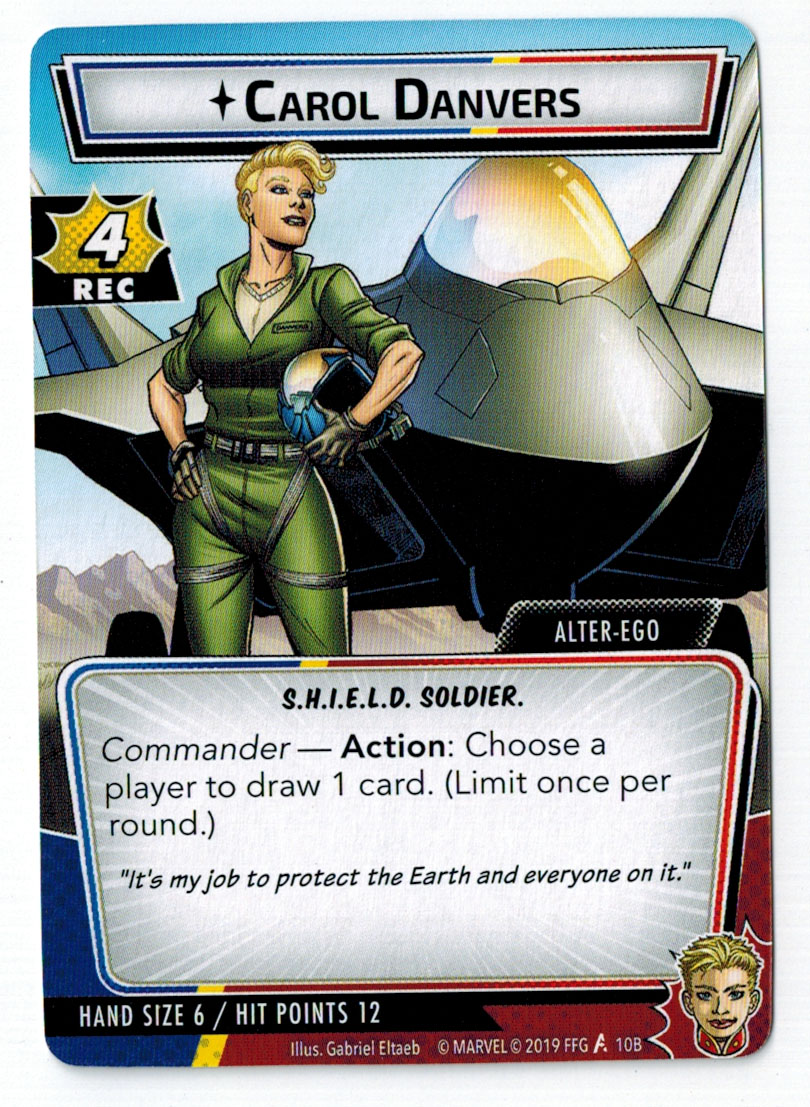 CAROL DANVERS
4
REC
DANVERS
ALTER-EGO
S.H.I.E.L.D. SOLDIER.
Commander — Action: Choose a
player to draw 1 card. (Limit once per
round.)
"It's my job to protect the Earth and everyone on it."
HAND SIZE 6 / HIT POINTS 12
Illus. Gabriel Eltaeb © MARVEL © 2019 FFG 10B